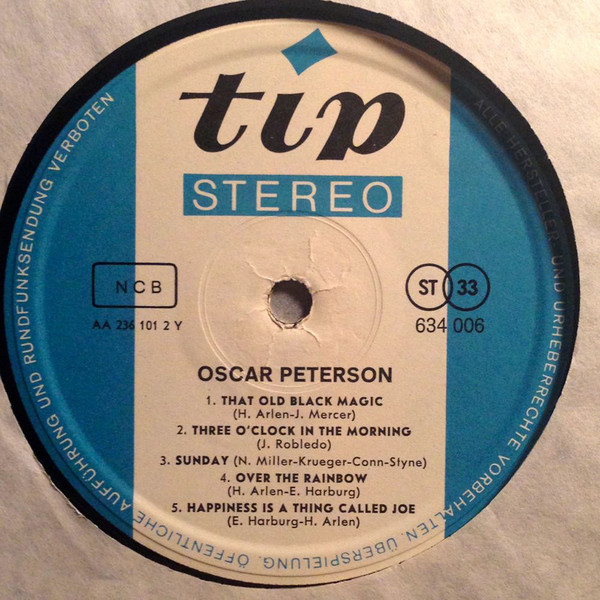 tip
STEREO
NCB
AA 236 101 2 Y
ST 33
634 006
OSCAR PETERSON
1. THAT OLD BLACK MAGIC
(H. Arlen-J. Mercer)
2. THREE O'CLOCK IN THE MORNING
(J. Robledo)
3. SUNDAY (N. Miller-Krueger-Conn-Styne)
4. OVER THE RAINBOW
(H. Arlen-E. Harburg)
5. HAPPINESS IS A THING CALLED JOE
(E. Harburg-H. Arlen)
ALLE HERSTELLER UND URHEBERRECHTE VORBEHALTEN. ÜBERSPIELUNG. ÖFFENTLICHE AUFFÜHRUNG UND RUNDFUNKSENDUNG VERBOTEN